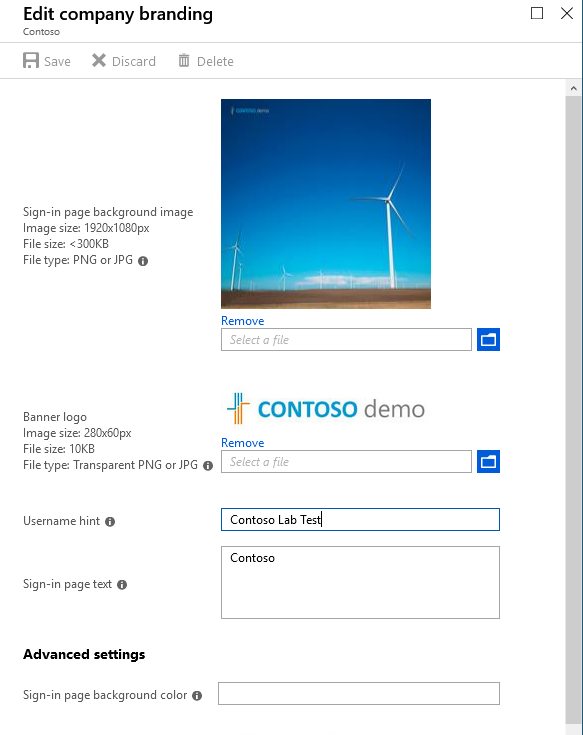 Edit company branding
Contoso
Save Discard Delete
CONTOSO demo
Sign-in page background image
Image size: 1920x1080px
File size: <300KB
File type: PNG or JPG
Remove
Select a file
CONTOSO demo
Banner logo
Image size: 280x60px
File size: 10KB
File type: Transparent PNG or JPG
Remove
Select a file
Username hint
Contoso Lab Test
Contoso
Sign-in page text
Advanced settings
Sign-in page background color